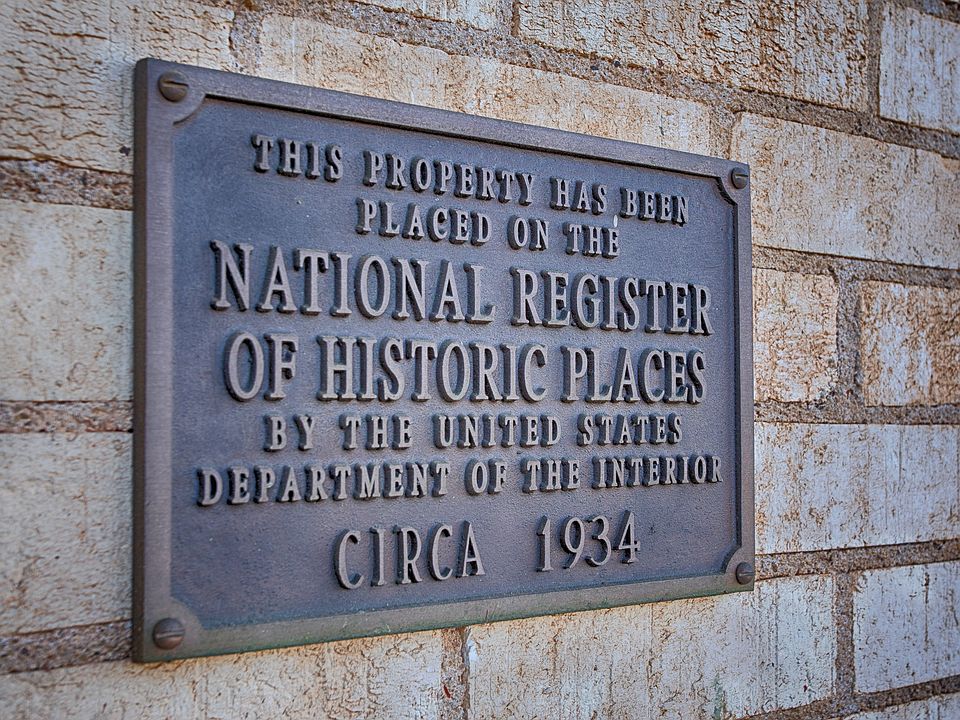 THIS PROPERTY HAS BEEN
PLACED ON THE
NATIONAL REGISTER
OF HISTORIC PLACES
BY THE UNITED STATES
DEPARTMENT OF THE INTERIOR
CIRCA 1934